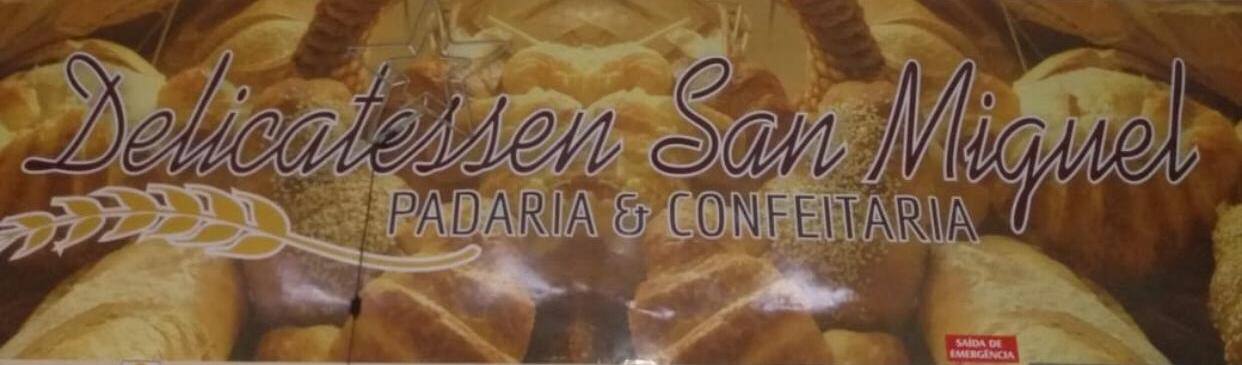 Delicatessen San Miguel
PADARIA & CONFEITARIA
SAÍDA DE
EMERGÊNCIA